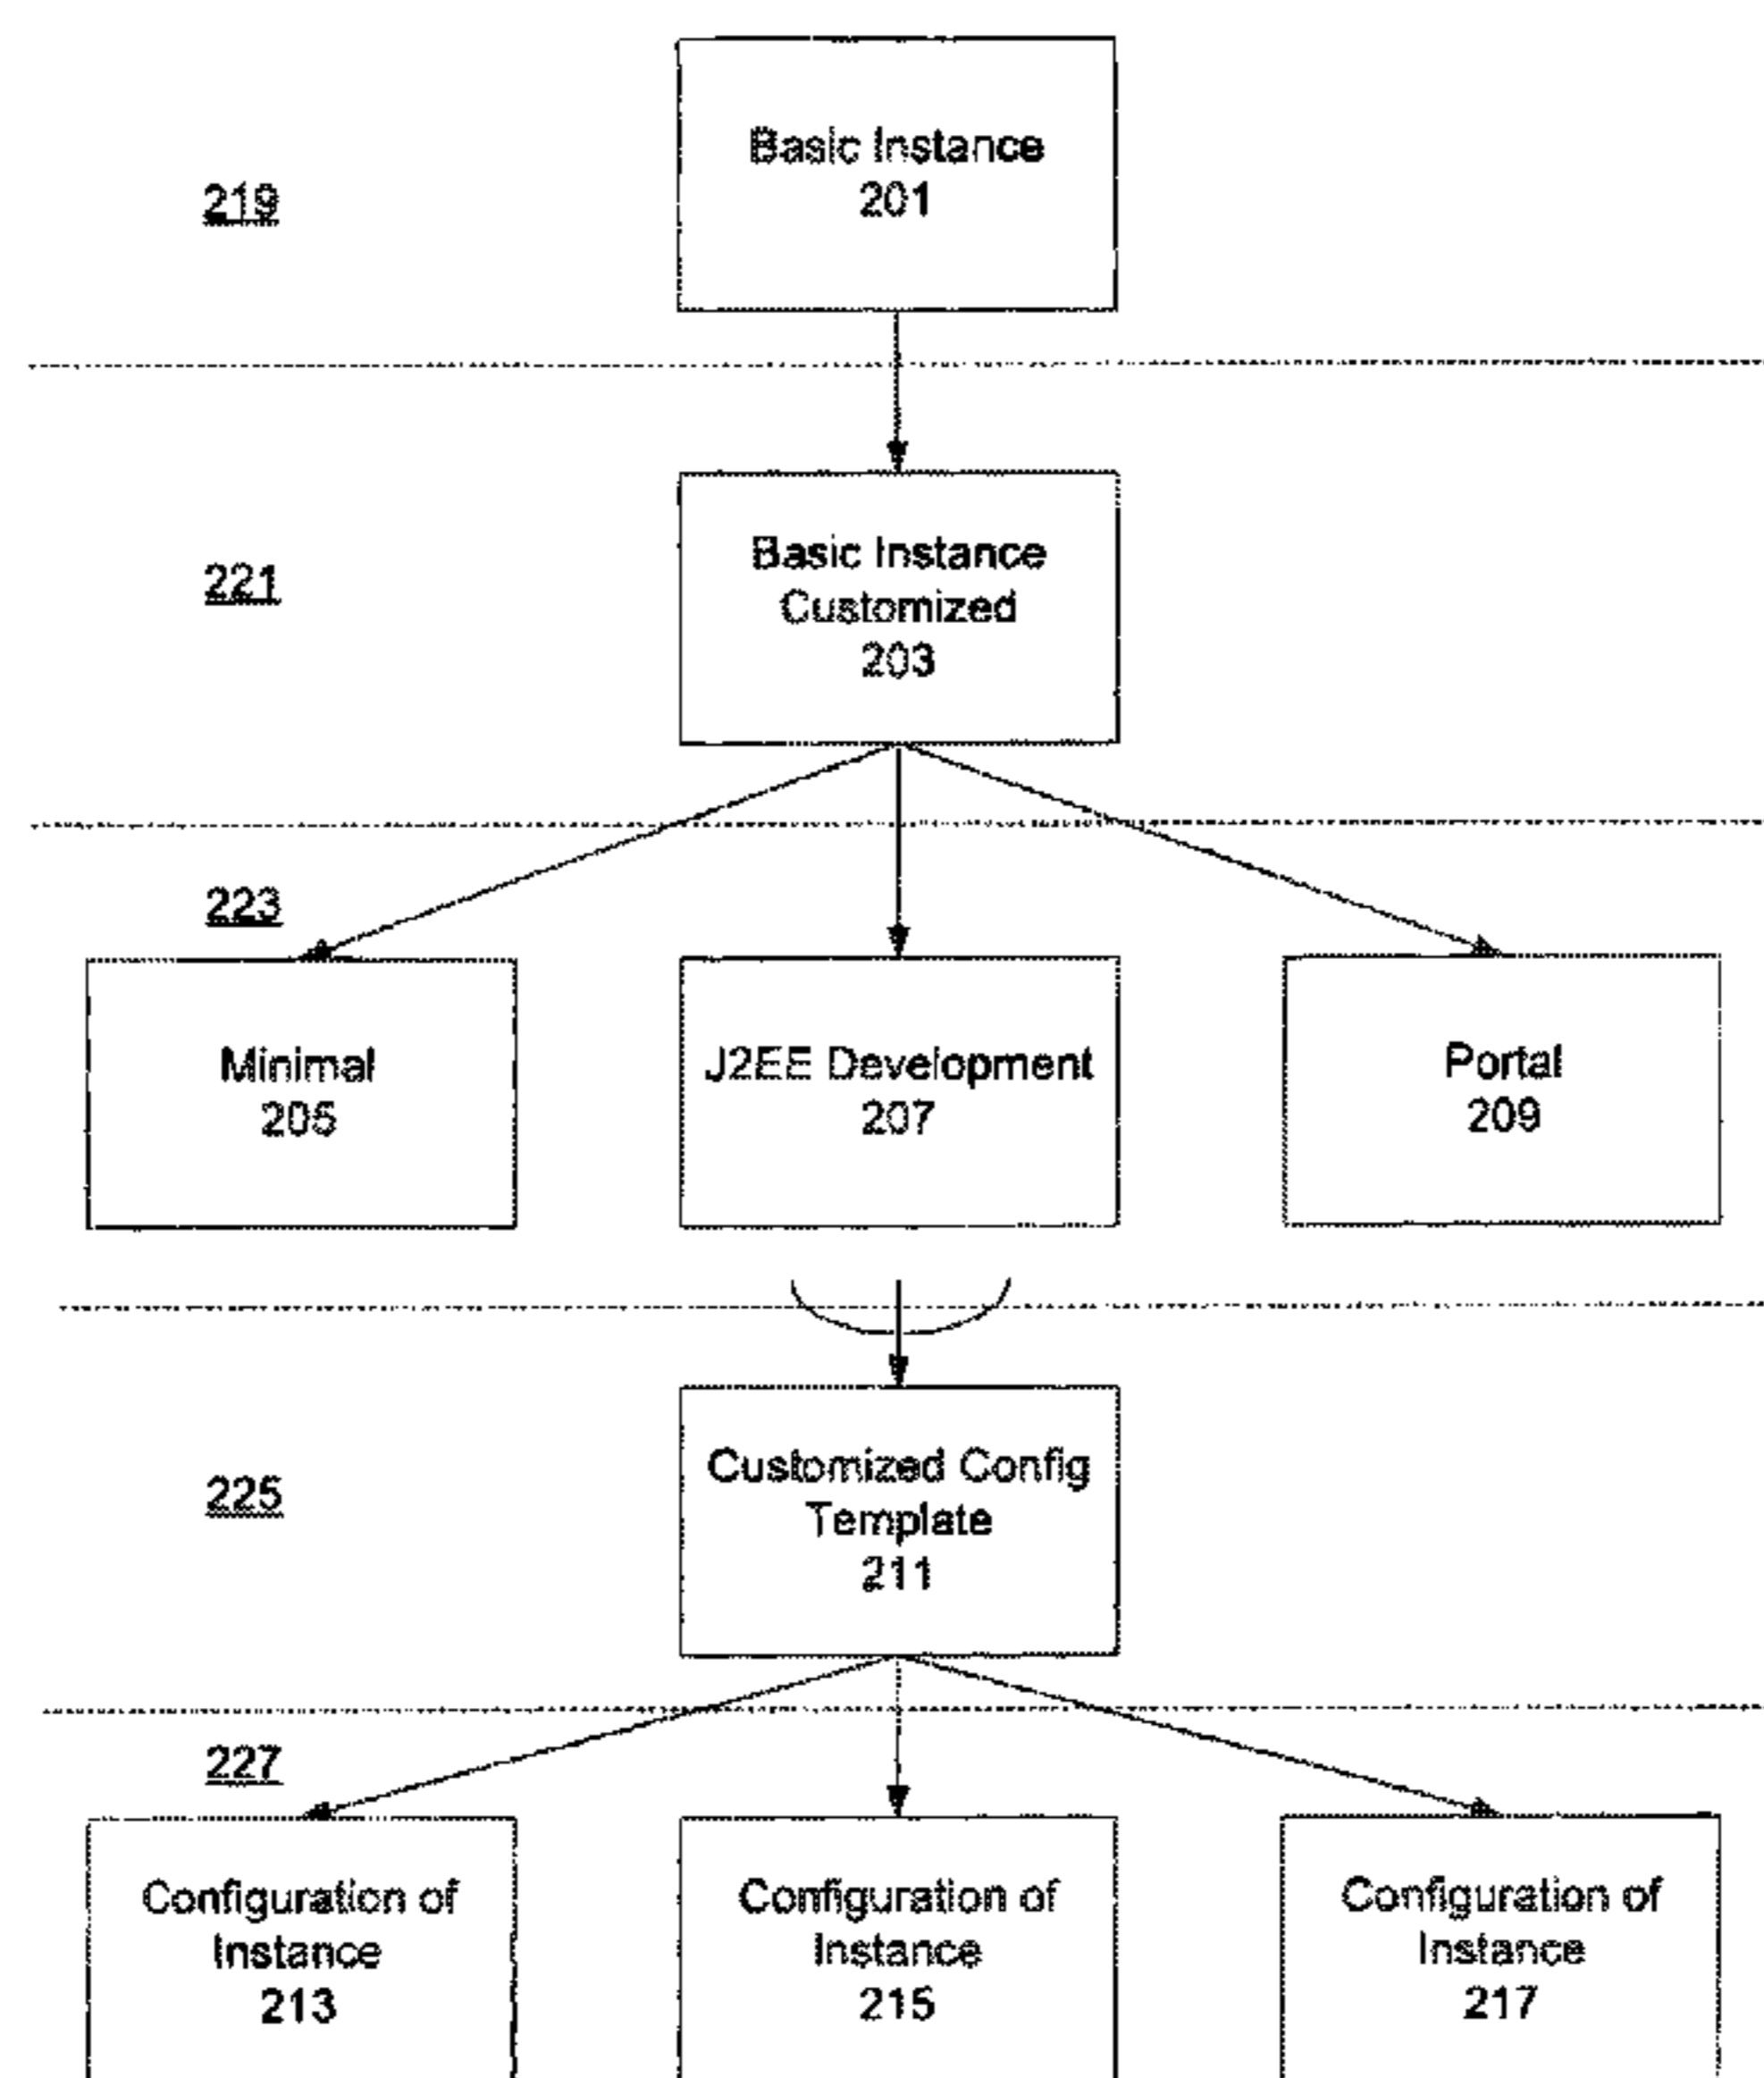 Basic Instance
201
219
Basic Instance
Customized
203
221
223
Minimal
205
J2EE Development
207
Portal
209
Customized Config
Template
211
225
227
Configuration of
Instance
213
Configuration of
Instance
215
Configuration of
Instance
217